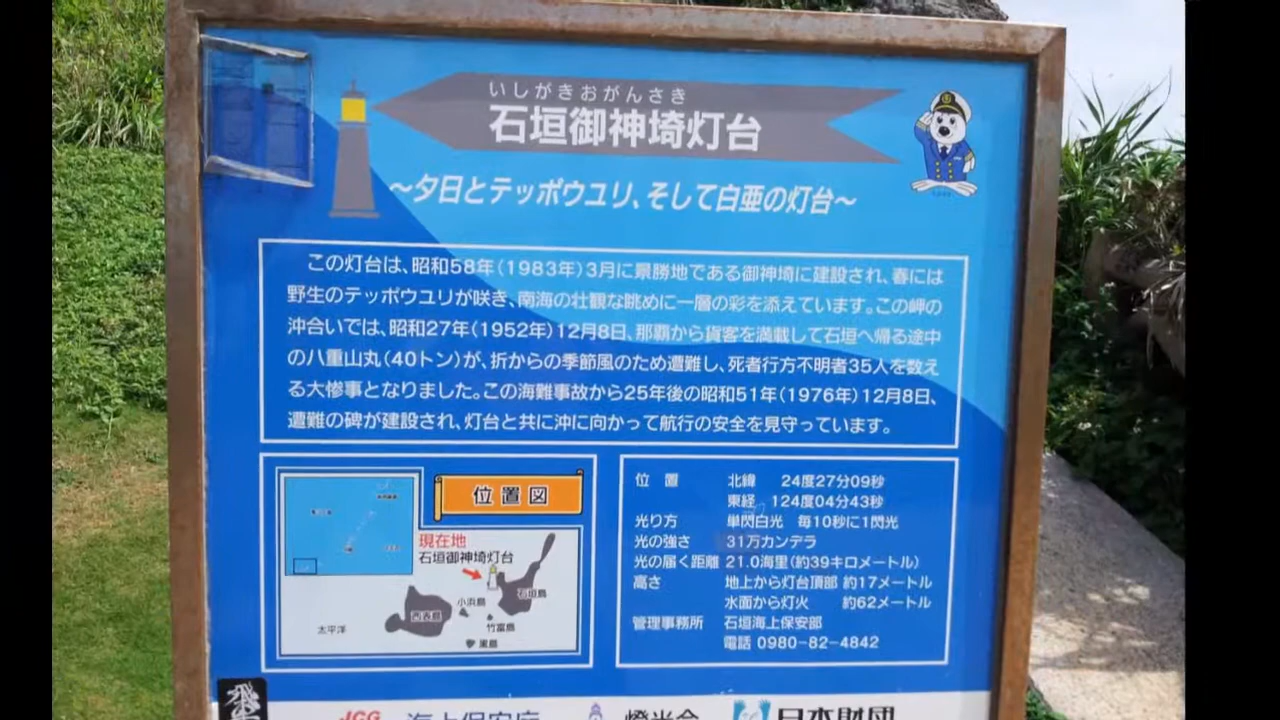 いしがきおがんさき
石垣御神埼灯台
～夕日とテッポウユリ、そして白亜の灯台～
この灯台は、昭和58年(1983年)3月に景勝地である御神埼に建設され、春には
野生のテッポウユリが咲き、南海の壮観な眺めに一層の彩を添えています。この岬の
沖合いでは、昭和27年(1952年)12月8日、那覇から貨客を満載して石垣へ帰る途中
の八重山丸(40トン)が、折からの季節風のため遭難し、死者行方不明者35人を数え
る大惨事となりました。この海難事故から25年後の昭和51年(1976年)12月8日、
遭難の碑が建設され、灯台と共に沖に向かって航行の安全を見守っています。
位置図
現在地
石垣御神埼灯台
石垣島
小浜島
西表島
竹富島
太平洋
黒島
位 置 北緯 24度27分09秒
東経 124度04分43秒
光り方 単閃白光 毎10秒に1閃光
光の強さ 31万カンデラ
光の届く距離 21.0海里(約39キロメートル)
高さ 地上から灯台頂部 約17メートル
水面から灯火 約62メートル
管理事務所 石垣海上保安部
電話 0980-82-4842
JCG 海上保安庁 燈光会 日本財団